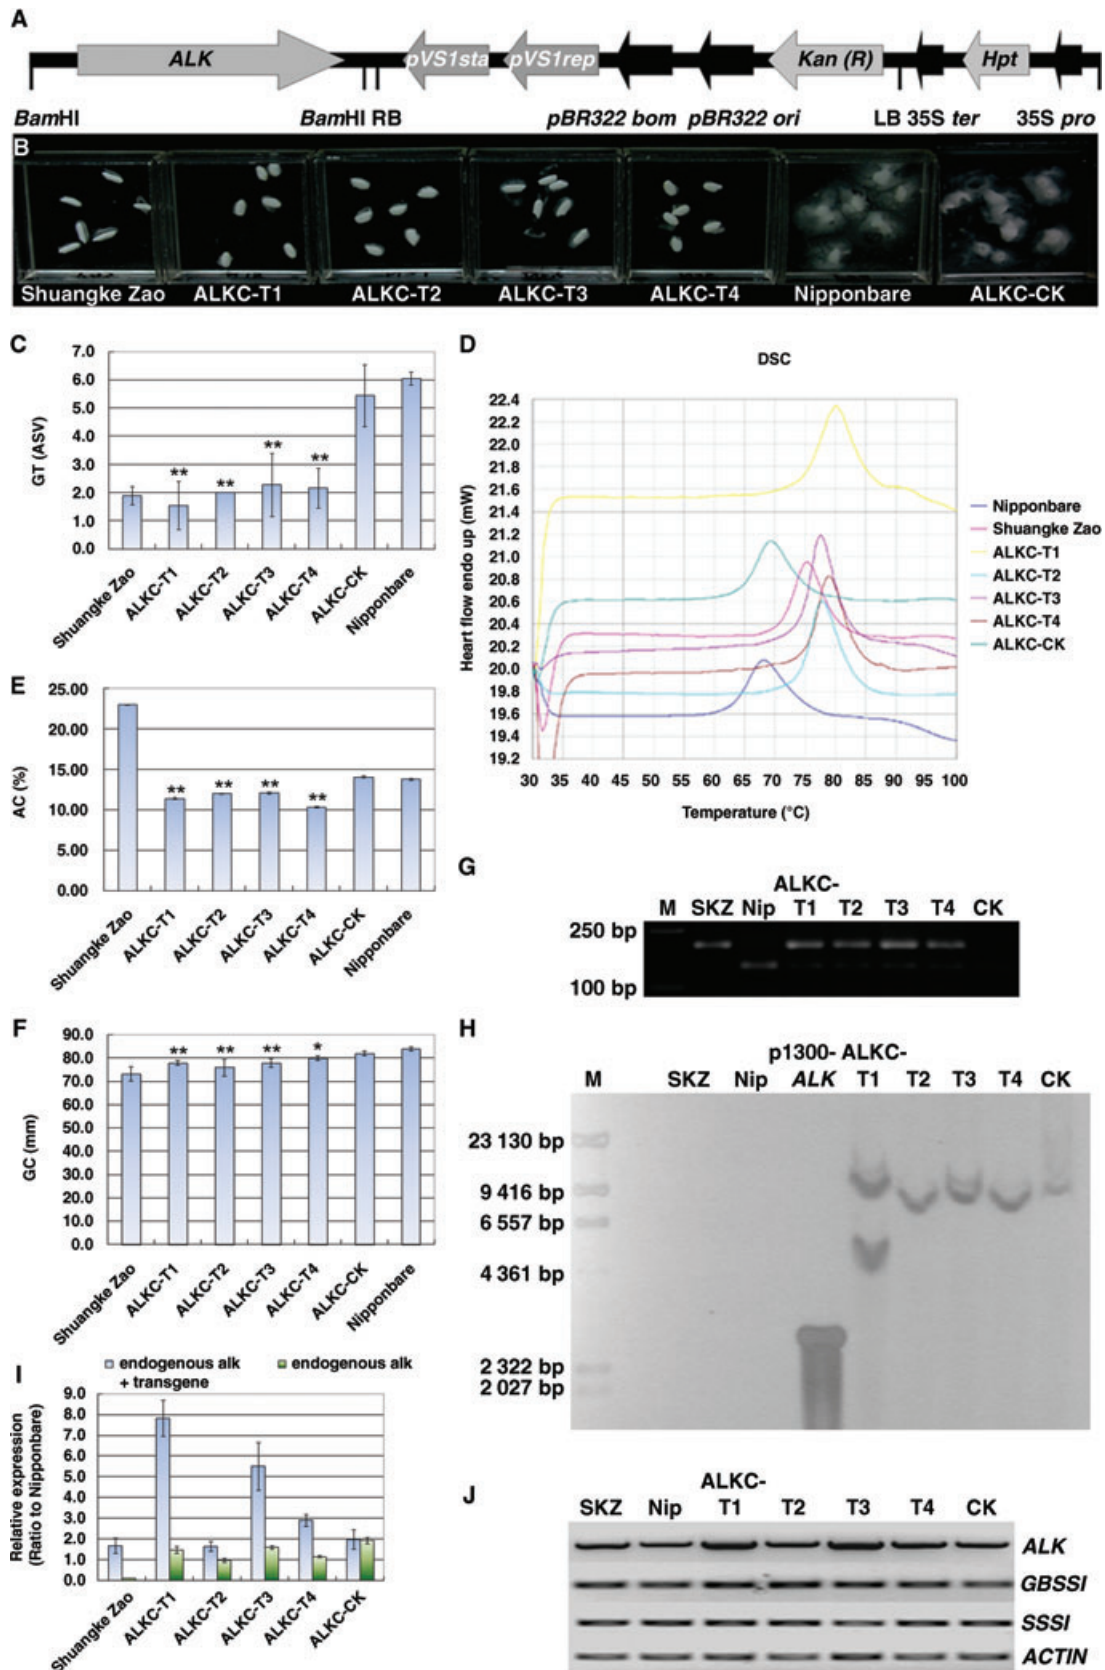 A
ALK
pVS1sta
pVS1rep
Kan (R)
Hpt
BamHI
BamHI RB
pBR322 bom
pBR322 ori
LB 35S ter
35S pro
B
Shuangke Zao
ALKC-T1
ALKC-T2
ALKC-T3
ALKC-T4
Nipponbare
ALKC-CK
C
GT (ASV)
7.0
6.0
5.0
4.0
3.0
2.0
1.0
0.0
**
**
**
**
Shuangke Zao
ALKC-T1
ALKC-T2
ALKC-T3
ALKC-T4
ALKC-CK
Nipponbare
D
DSC
Heart flow endo up (mW)
22.4
22.2
22.0
21.8
21.6
21.4
21.2
21.0
20.8
20.6
20.4
20.2
20.0
19.8
19.6
19.4
19.2
30 35 40 45 50 55 60 65 70 75 80 85 90 95 100
Temperature (°C)
Nipponbare
Shuangke Zao
ALKC-T1
ALKC-T2
ALKC-T3
ALKC-T4
ALKC-CK
E
AC (%)
25.00
20.00
15.00
10.00
5.00
0.00
**
**
**
**
Shuangke Zao
ALKC-T1
ALKC-T2
ALKC-T3
ALKC-T4
ALKC-CK
Nipponbare
F
GC (mm)
90.0
80.0
70.0
60.0
50.0
40.0
30.0
20.0
10.0
0.0
**
**
**
*
Shuangke Zao
ALKC-T1
ALKC-T2
ALKC-T3
ALKC-T4
ALKC-CK
Nipponbare
G
ALKC-
M SKZ Nip T1 T2 T3 T4 CK
250 bp
100 bp
H
p1300- ALKC-
M SKZ Nip ALK T1 T2 T3 T4 CK
23 130 bp
9 416 bp
6 557 bp
4 361 bp
2 322 bp
2 027 bp
I
endogenous alk
+ transgene
endogenous alk
Relative expression
(Ratio to Nipponbare)
9.0
8.0
7.0
6.0
5.0
4.0
3.0
2.0
1.0
0.0
Shuangke Zao
ALKC-T1
ALKC-T2
ALKC-T3
ALKC-T4
ALKC-CK
J
ALKC-
SKZ Nip T1 T2 T3 T4 CK
ALK
GBSSI
SSSI
ACTIN